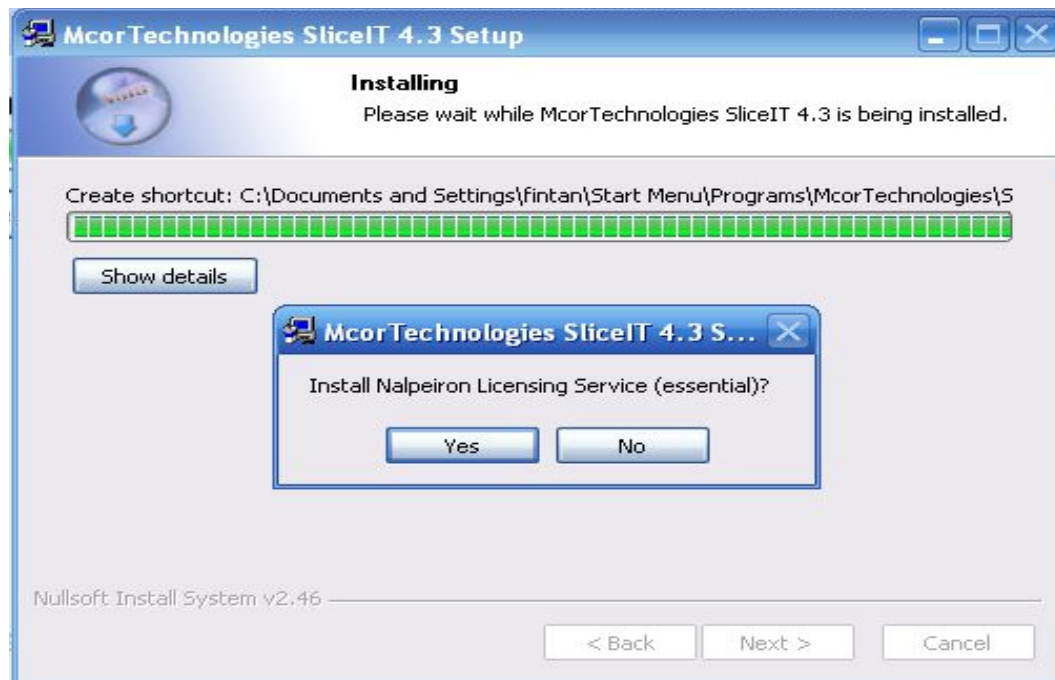 McorTechnologies SliceIT 4.3 Setup
Installing
Please wait while McorTechnologies SliceIT 4.3 is being installed.
Create shortcut: C:\Documents and Settings\fintan\Start Menu\Programs\McorTechnologies\S
Show details
McorTechnologies SliceIT 4.3 S...
Install Nalpeiron Licensing Service (essential)?
Yes No
Nullsoft Install System v2.46
< Back Next > Cancel